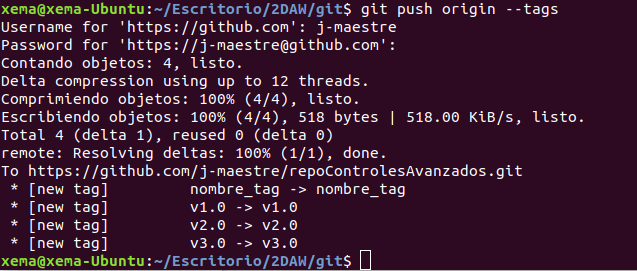 xema@xema-Ubuntu:~/Escritorio/2DAW/git$ git push origin --tags
Username for 'https://github.com': j-maestre
Password for 'https://j-maestre@github.com':
Contando objetos: 4, listo.
Delta compression using up to 12 threads.
Comprimiendo objetos: 100% (4/4), listo.
Escribiendo objetos: 100% (4/4), 518 bytes | 518.00 KiB/s, listo.
Total 4 (delta 1), reused 0 (delta 0)
remote: Resolving deltas: 100% (1/1), done.
To https://github.com/j-maestre/repoControlesAvanzados.git
 * [new tag]         nombre_tag -> nombre_tag
 * [new tag]         v1.0 -> v1.0
 * [new tag]         v2.0 -> v2.0
 * [new tag]         v3.0 -> v3.0
xema@xema-Ubuntu:~/Escritorio/2DAW/git$